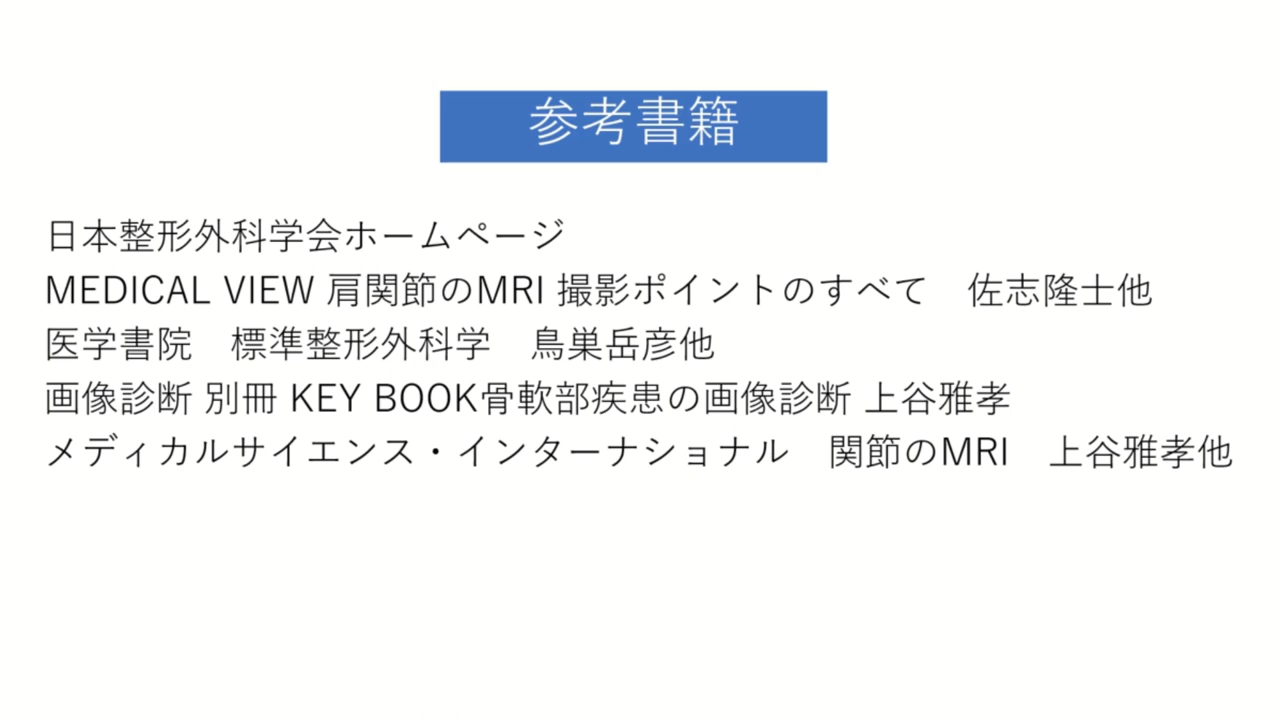 参考書籍
日本整形外科学会ホームページ
MEDICAL VIEW 肩関節のMRI 撮影ポイントのすべて　佐志隆士他
医学書院　標準整形外科学　鳥巣岳彦他
画像診断 別冊 KEY BOOK骨軟部疾患の画像診断 上谷雅孝
メディカルサイエンス・インターナショナル　関節のMRI　上谷雅孝他